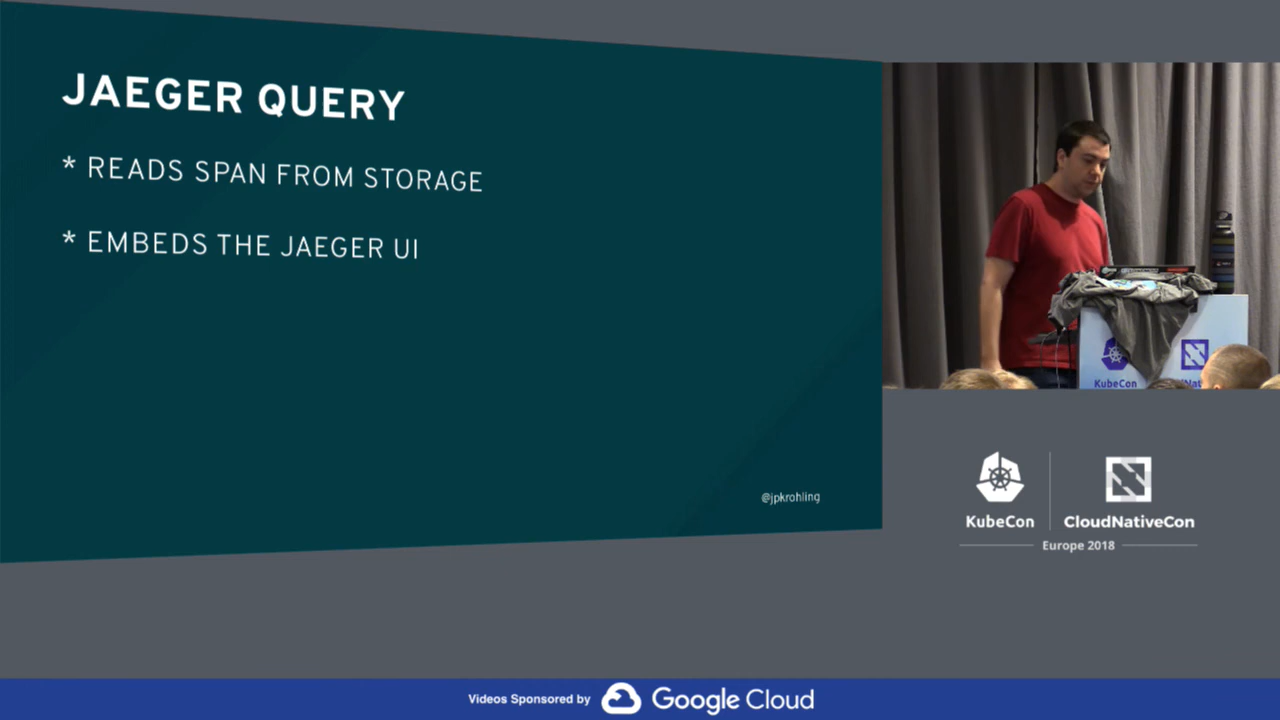 JAEGER QUERY
* READS SPAN FROM STORAGE
* EMBEDS THE JAEGER UI
@jpkrohling
KubeCon
KubeCon
CloudNativeCon
Europe 2018
Videos Sponsored by Google Cloud